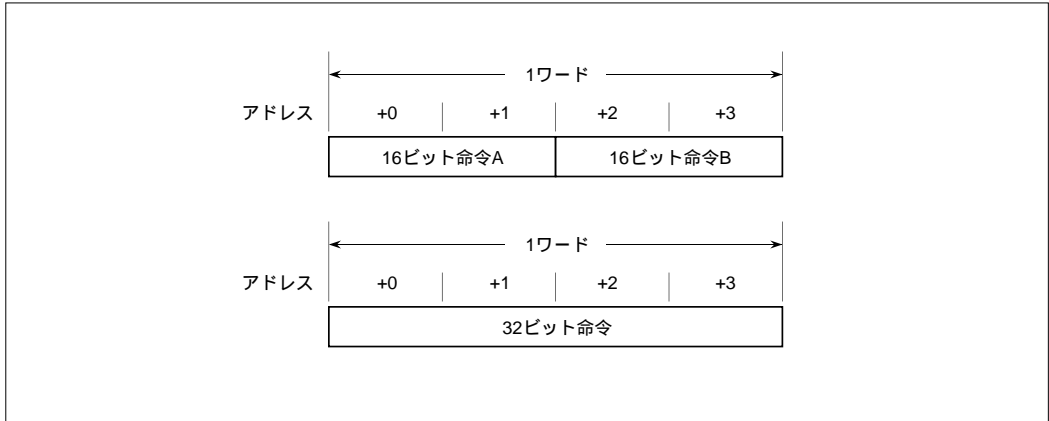 1ワード
アドレス +0 +1 +2 +3
16ビット命令A 16ビット命令B
1ワード
アドレス +0 +1 +2 +3
32ビット命令